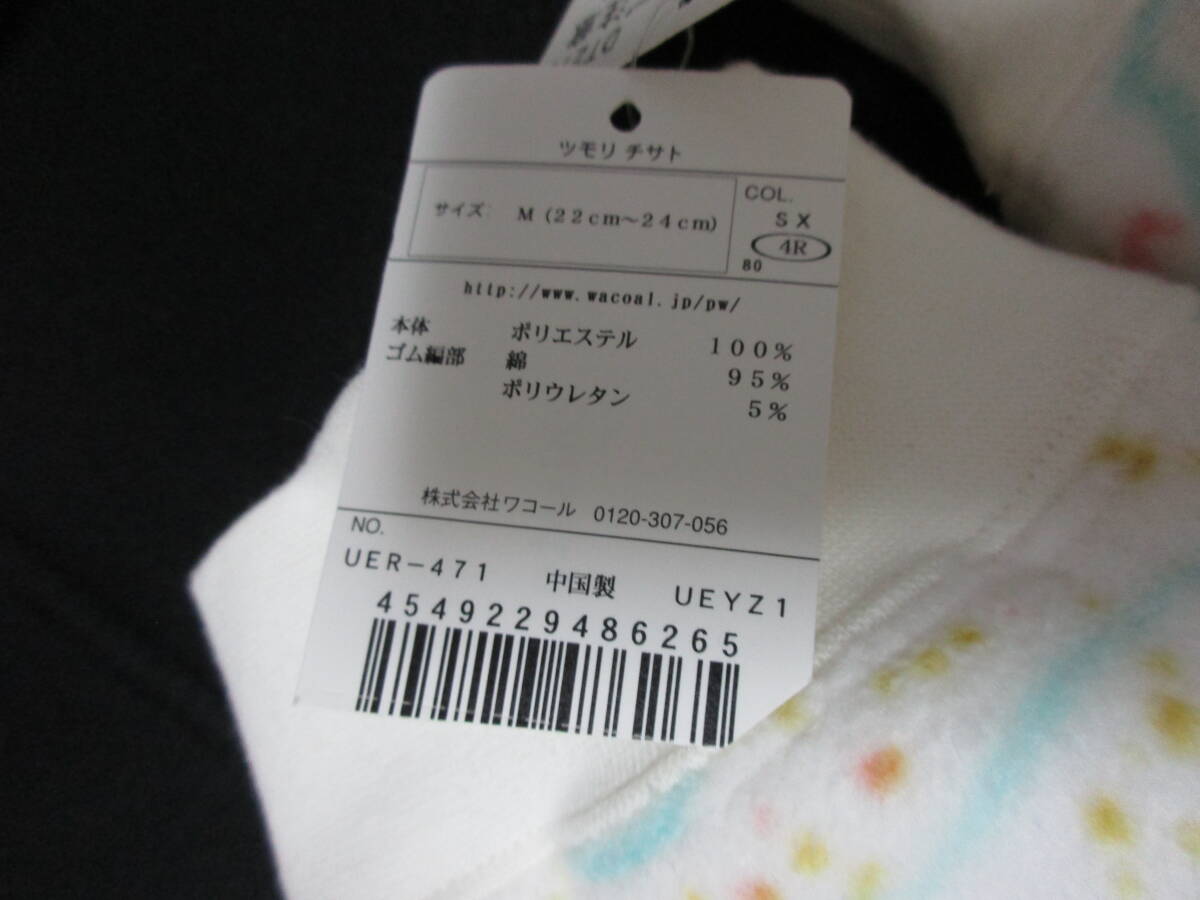 ツモリ チサト
サイズ M (22cm～24cm)
COL.
SX
4R
80
http://www.wacoal.jp/pw/
本体 ポリエステル 100%
ゴム編部 綿 95%
ポリウレタン 5%
株式会社ワコール 0120-307-056
NO.
UER-471 中国製 UEYZ1
4549229486265